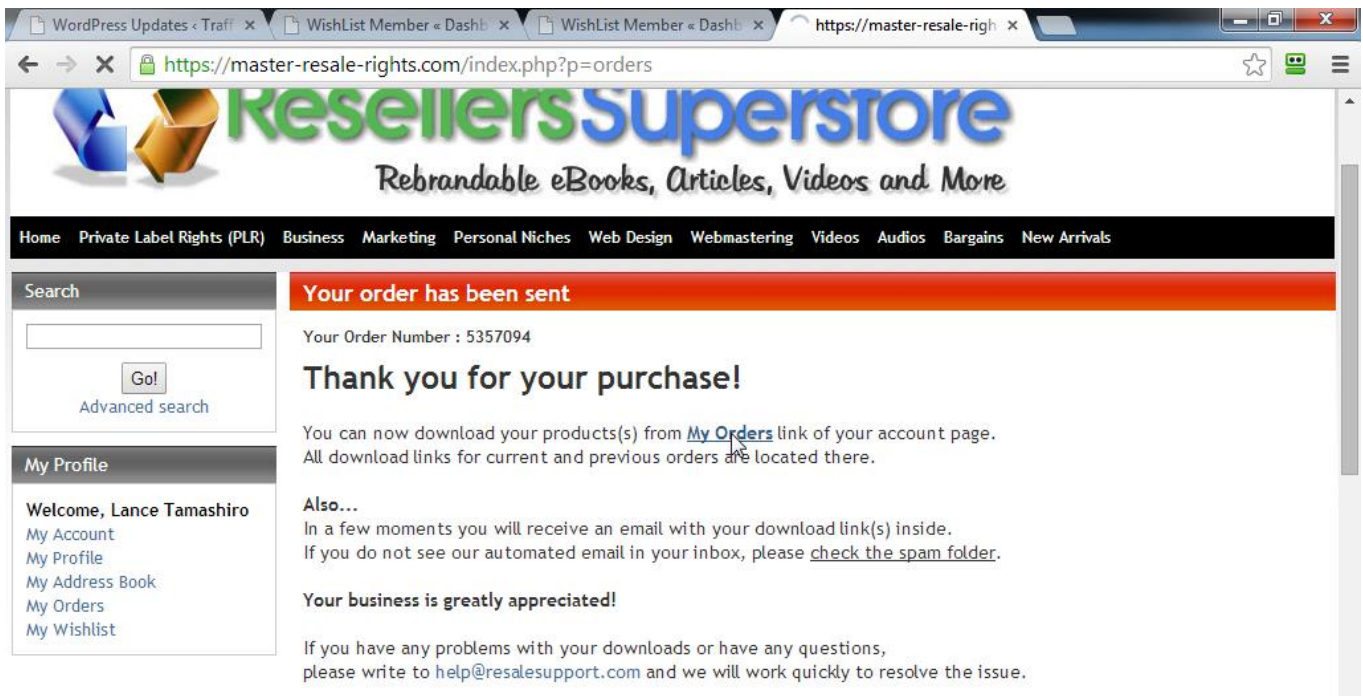 WordPress Updates ‹ Traff
WishList Member « Dashb
WishList Member « Dashb
https://master-resale-righ
https://master-resale-rights.com/index.php?p=orders
ResellersSuperstore
Rebrandable eBooks, Articles, Videos and More
Home Private Label Rights (PLR) Business Marketing Personal Niches Web Design Webmastering Videos Audios Bargains New Arrivals
Search
Go!
Advanced search
My Profile
Welcome, Lance Tamashiro
My Account
My Profile
My Address Book
My Orders
My Wishlist
Your order has been sent
Your Order Number : 5357094
Thank you for your purchase!
You can now download your products(s) from My Orders link of your account page.
All download links for current and previous orders are located there.
Also...
In a few moments you will receive an email with your download link(s) inside.
If you do not see our automated email in your inbox, please check the spam folder.
Your business is greatly appreciated!
If you have any problems with your downloads or have any questions,
please write to help@resalesupport.com and we will work quickly to resolve the issue.